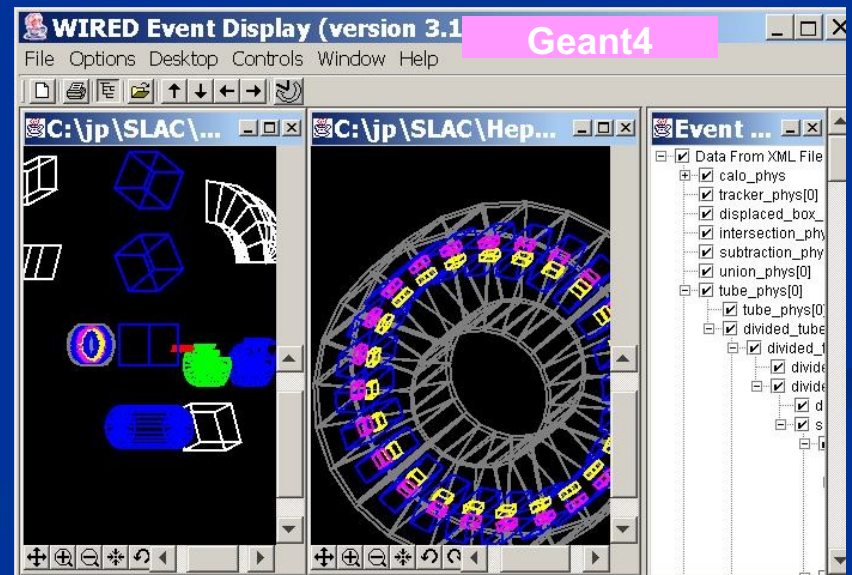 WIRED Event Display (version 3.1
Geant4
File Options Desktop Controls Window Help
C:\jp\SLAC\...
C:\jp\SLAC\Hep...
Event ...
Data From XML File
calo_phys
tracker_phys[0]
displaced_box_
intersection_phy
subtraction_phy
union_phys[0]
tube_phys[0]
tube_phys[0]
divided_tube
divided_t
divide
divide
d
s